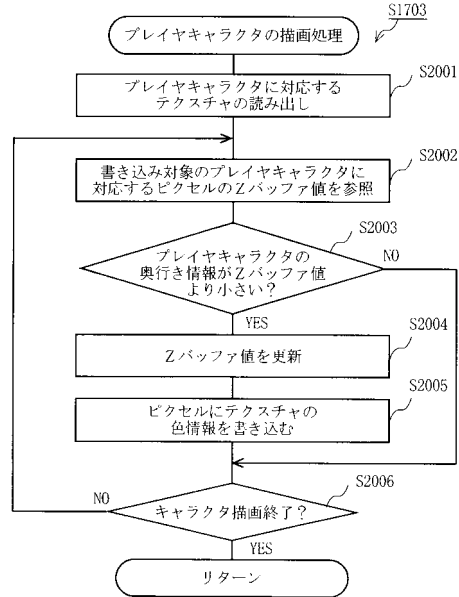 プレイヤキャラクタの描画処理
S1703
プレイヤキャラクタに対応する
テクスチャの読み出し
S2001
書き込み対象のプレイヤキャラクタに
対応するピクセルのZバッファ値を参照
S2002
プレイヤキャラクタの
奥行き情報がZバッファ値
より小さい?
S2003
NO
YES
Zバッファ値を更新
S2004
ピクセルにテクスチャの
色情報を書き込む
S2005
キャラクタ描画終了?
S2006
NO
YES
リターン